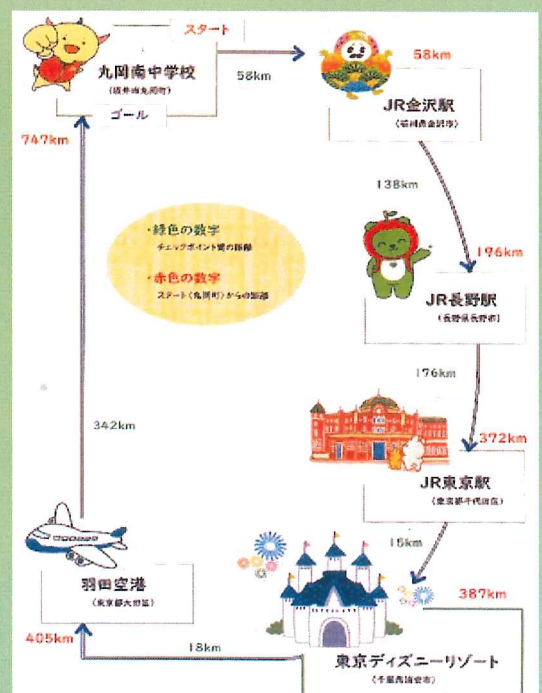 スタート
丸岡南中学校
(坂井市丸岡町)
ゴール
58km
58km
JR金沢駅
(石川県金沢市)
747km
138km
・緑色の数字
チェックポイント間の距離
・赤色の数字
スタート(丸岡町)からの距離
196km
JR長野駅
(長野県長野市)
176km
342km
372km
JR東京駅
(東京都千代田区)
15km
羽田空港
(東京都大田区)
387km
405km
18km
東京ディズニーリゾート
(千葉県浦安市)